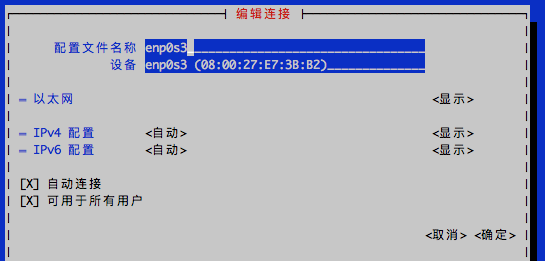 编辑连接
配置文件名称 enp0s3
设备 enp0s3 (08:00:27:E7:3B:B2)
= 以太网 <显示>
= IPv4 配置 <自动> <显示>
= IPv6 配置 <自动> <显示>
[X] 自动连接
[X] 可用于所有用户
<取消> <确定>